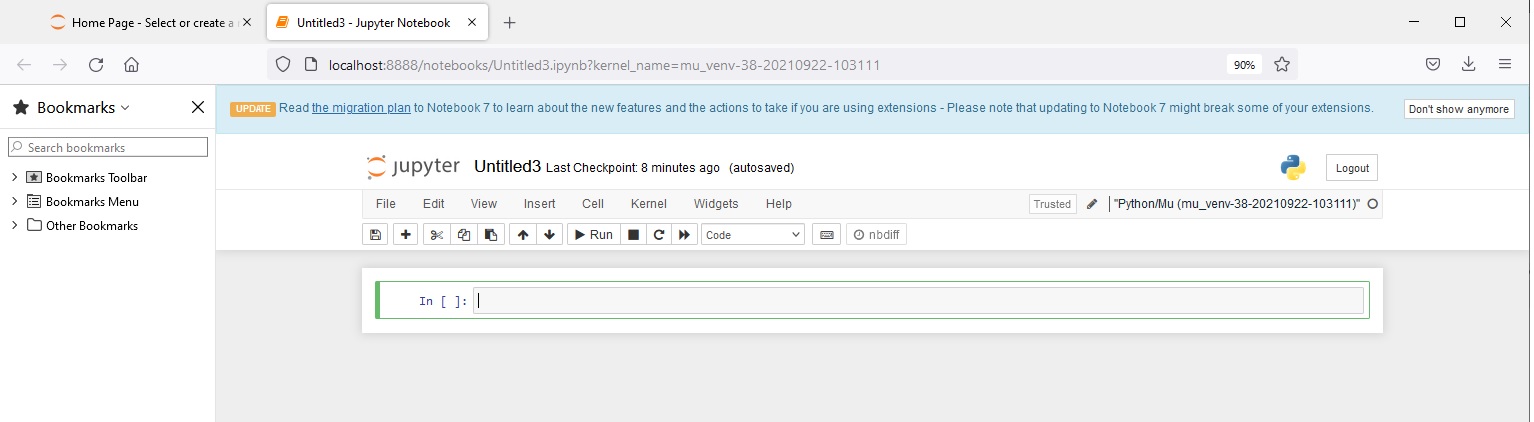 Home Page - Select or create a
Untitled3 - Jupyter Notebook
localhost:8888/notebooks/Untitled3.ipynb?kernel_name=mu_venv-38-20210922-103111
90%
Bookmarks
UPDATE Read the migration plan to Notebook 7 to learn about the new features and the actions to take if you are using extensions - Please note that updating to Notebook 7 might break some of your extensions.
Don't show anymore
Search bookmarks
Bookmarks Toolbar
Bookmarks Menu
Other Bookmarks
jupyter Untitled3 Last Checkpoint: 8 minutes ago (autosaved)
Logout
File Edit View Insert Cell Kernel Widgets Help
Trusted "Python/Mu (mu_venv-38-20210922-103111)"
Run Code nbdiff
In [ ]: